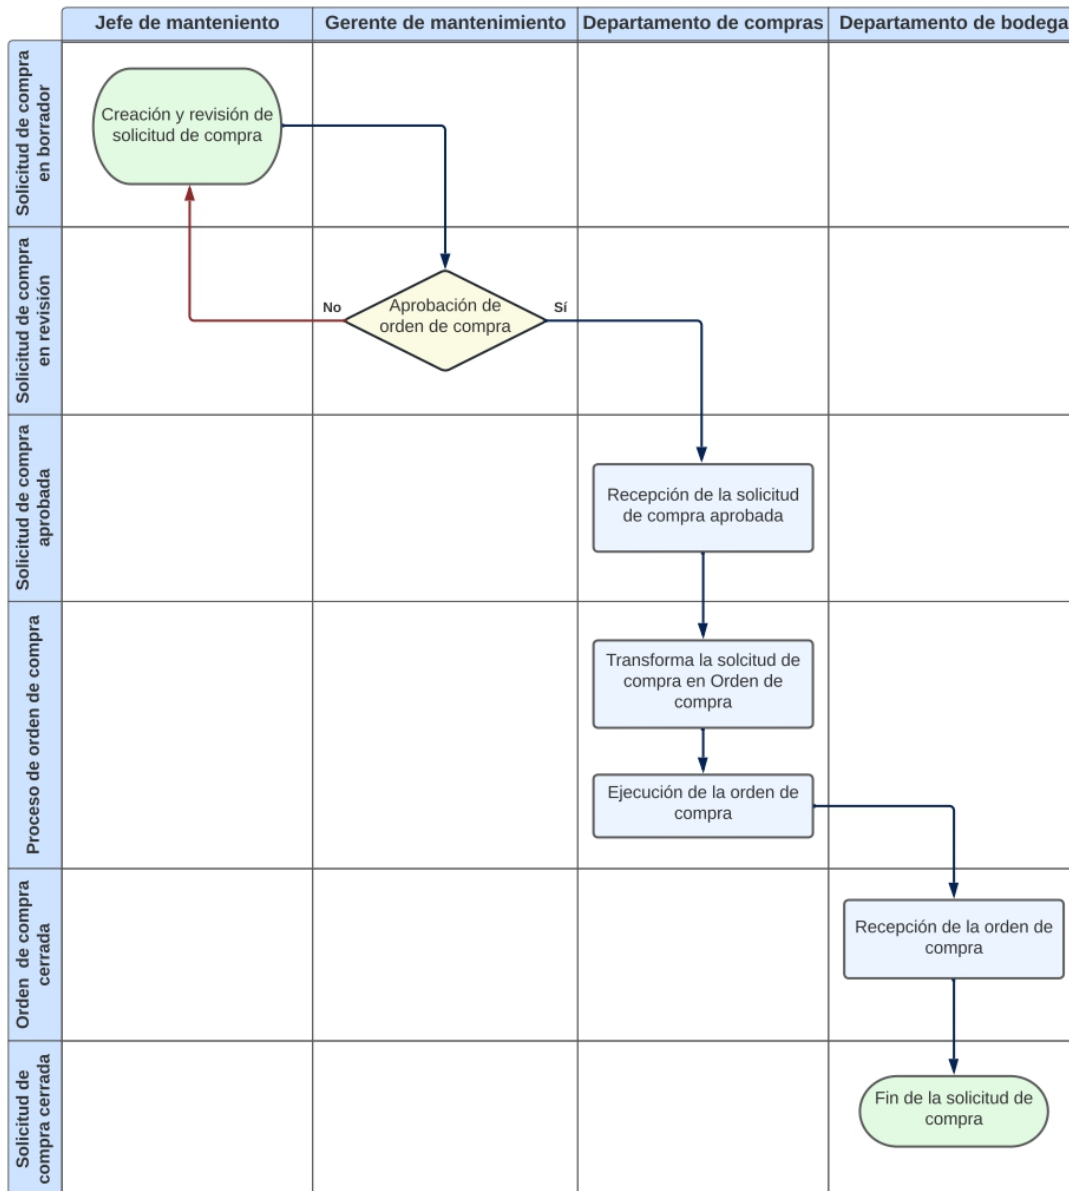 Jefe de manteniento
Gerente de mantenimiento
Departamento de compras
Departamento de bodega
Solicitud de compra
en borrador
Creación y revisión de
solicitud de compra
Solicitud de compra
en revisión
No
Aprobación de
orden de compra
Sí
Solicitud de compra
aprobada
Recepción de la solicitud
de compra aprobada
Proceso de orden de compra
Transforma la solcitud de
compra en Orden de
compra
Ejecución de la orden de
compra
Orden de compra
cerrada
Recepción de la orden de
compra
Solicitud de
compra cerrada
Fin de la solicitud de
compra